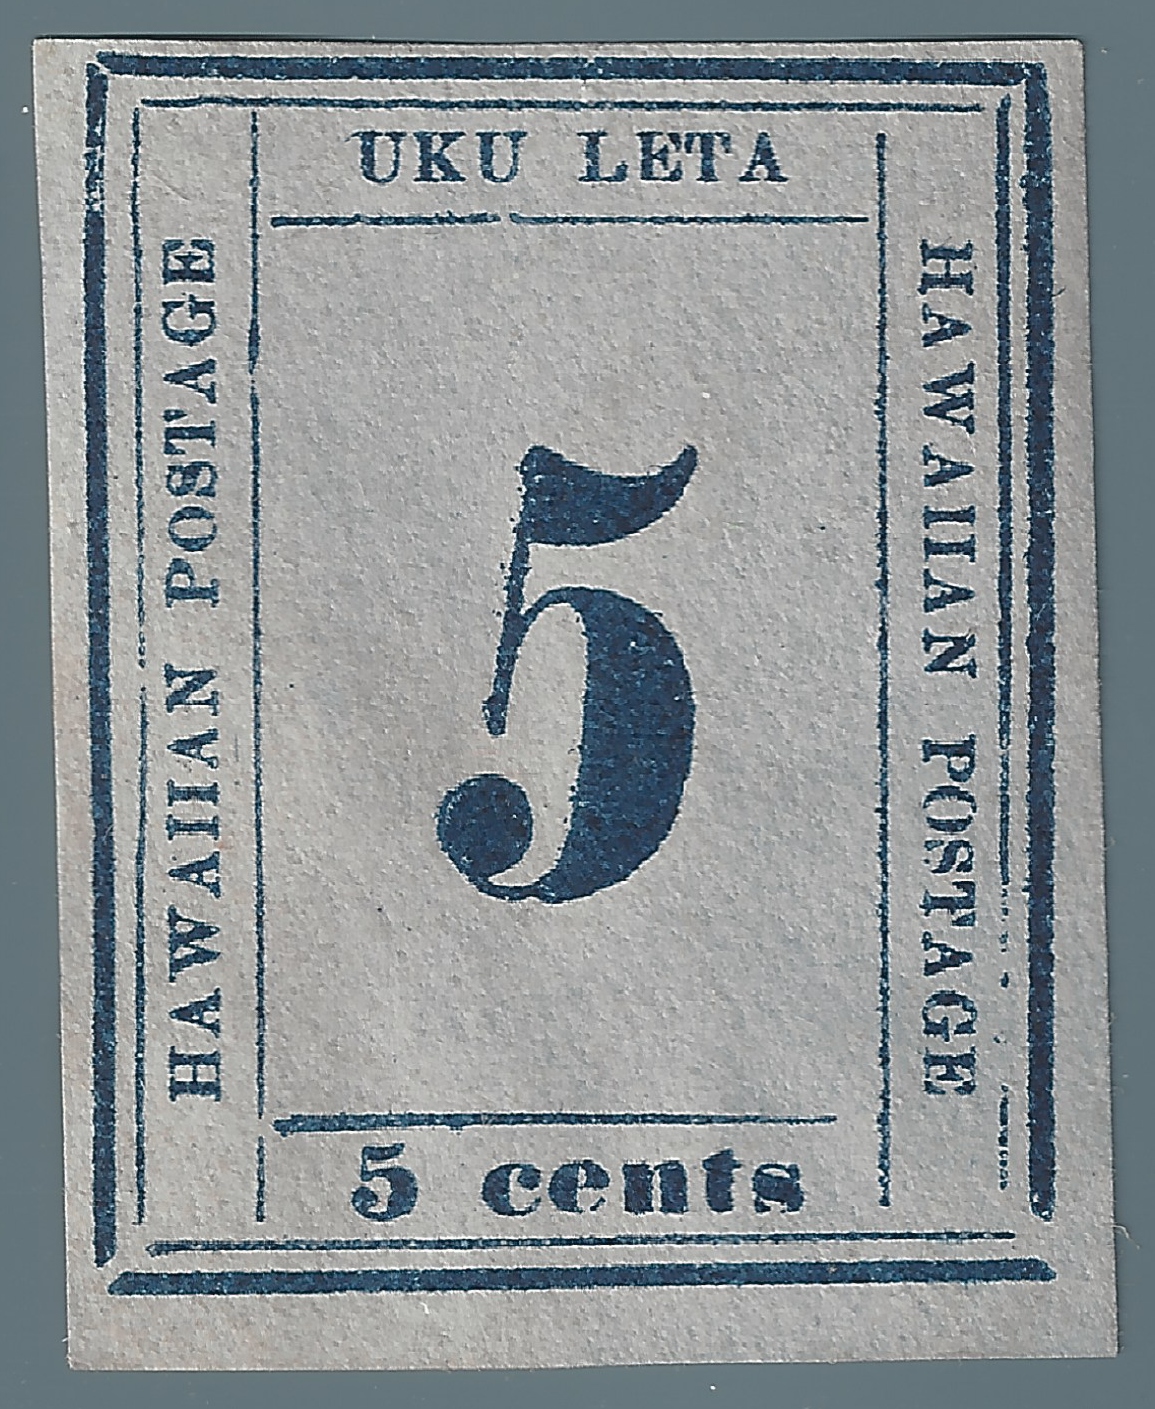 UKU LETA
HAWAIIAN POSTAGE
5
HAWAIIAN POSTAGE
5 cents